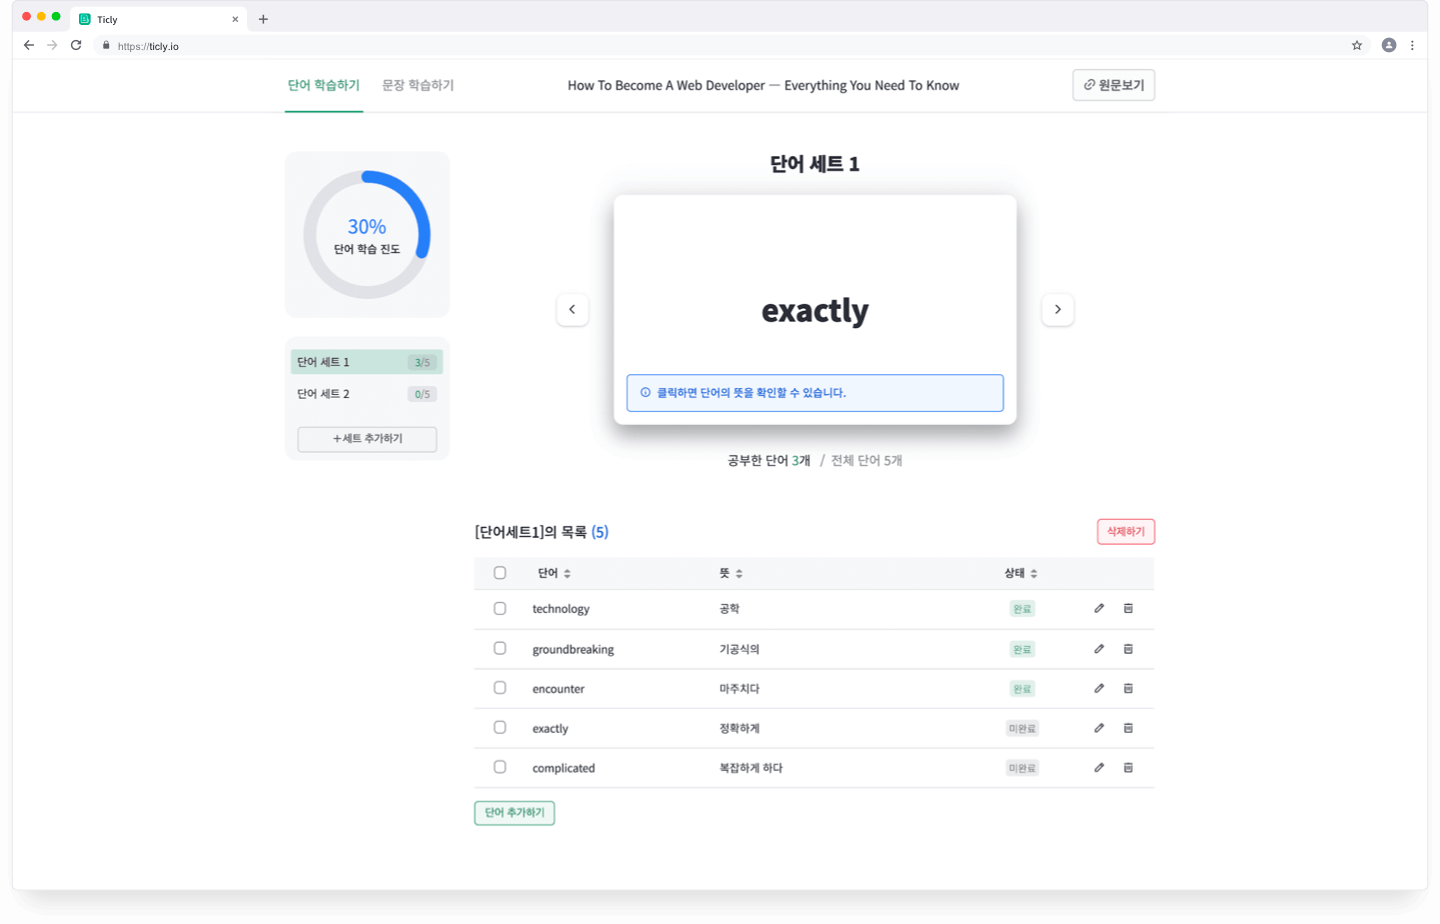 Ticly
https://ticly.io
단어 학습하기
문장 학습하기
How To Become A Web Developer — Everything You Need To Know
원문보기
30%
단어 학습 진도
단어 세트 1
3/5
단어 세트 2
0/5
+ 세트 추가하기
단어 세트 1
exactly
클릭하면 단어의 뜻을 확인할 수 있습니다.
공부한 단어 3개 / 전체 단어 5개
[단어세트1]의 목록 (5)
삭제하기
단어 뜻 상태
technology 공학 완료
groundbreaking 기공식의 완료
encounter 마주치다 완료
exactly 정확하게 미완료
complicated 복잡하게 하다 미완료
단어 추가하기